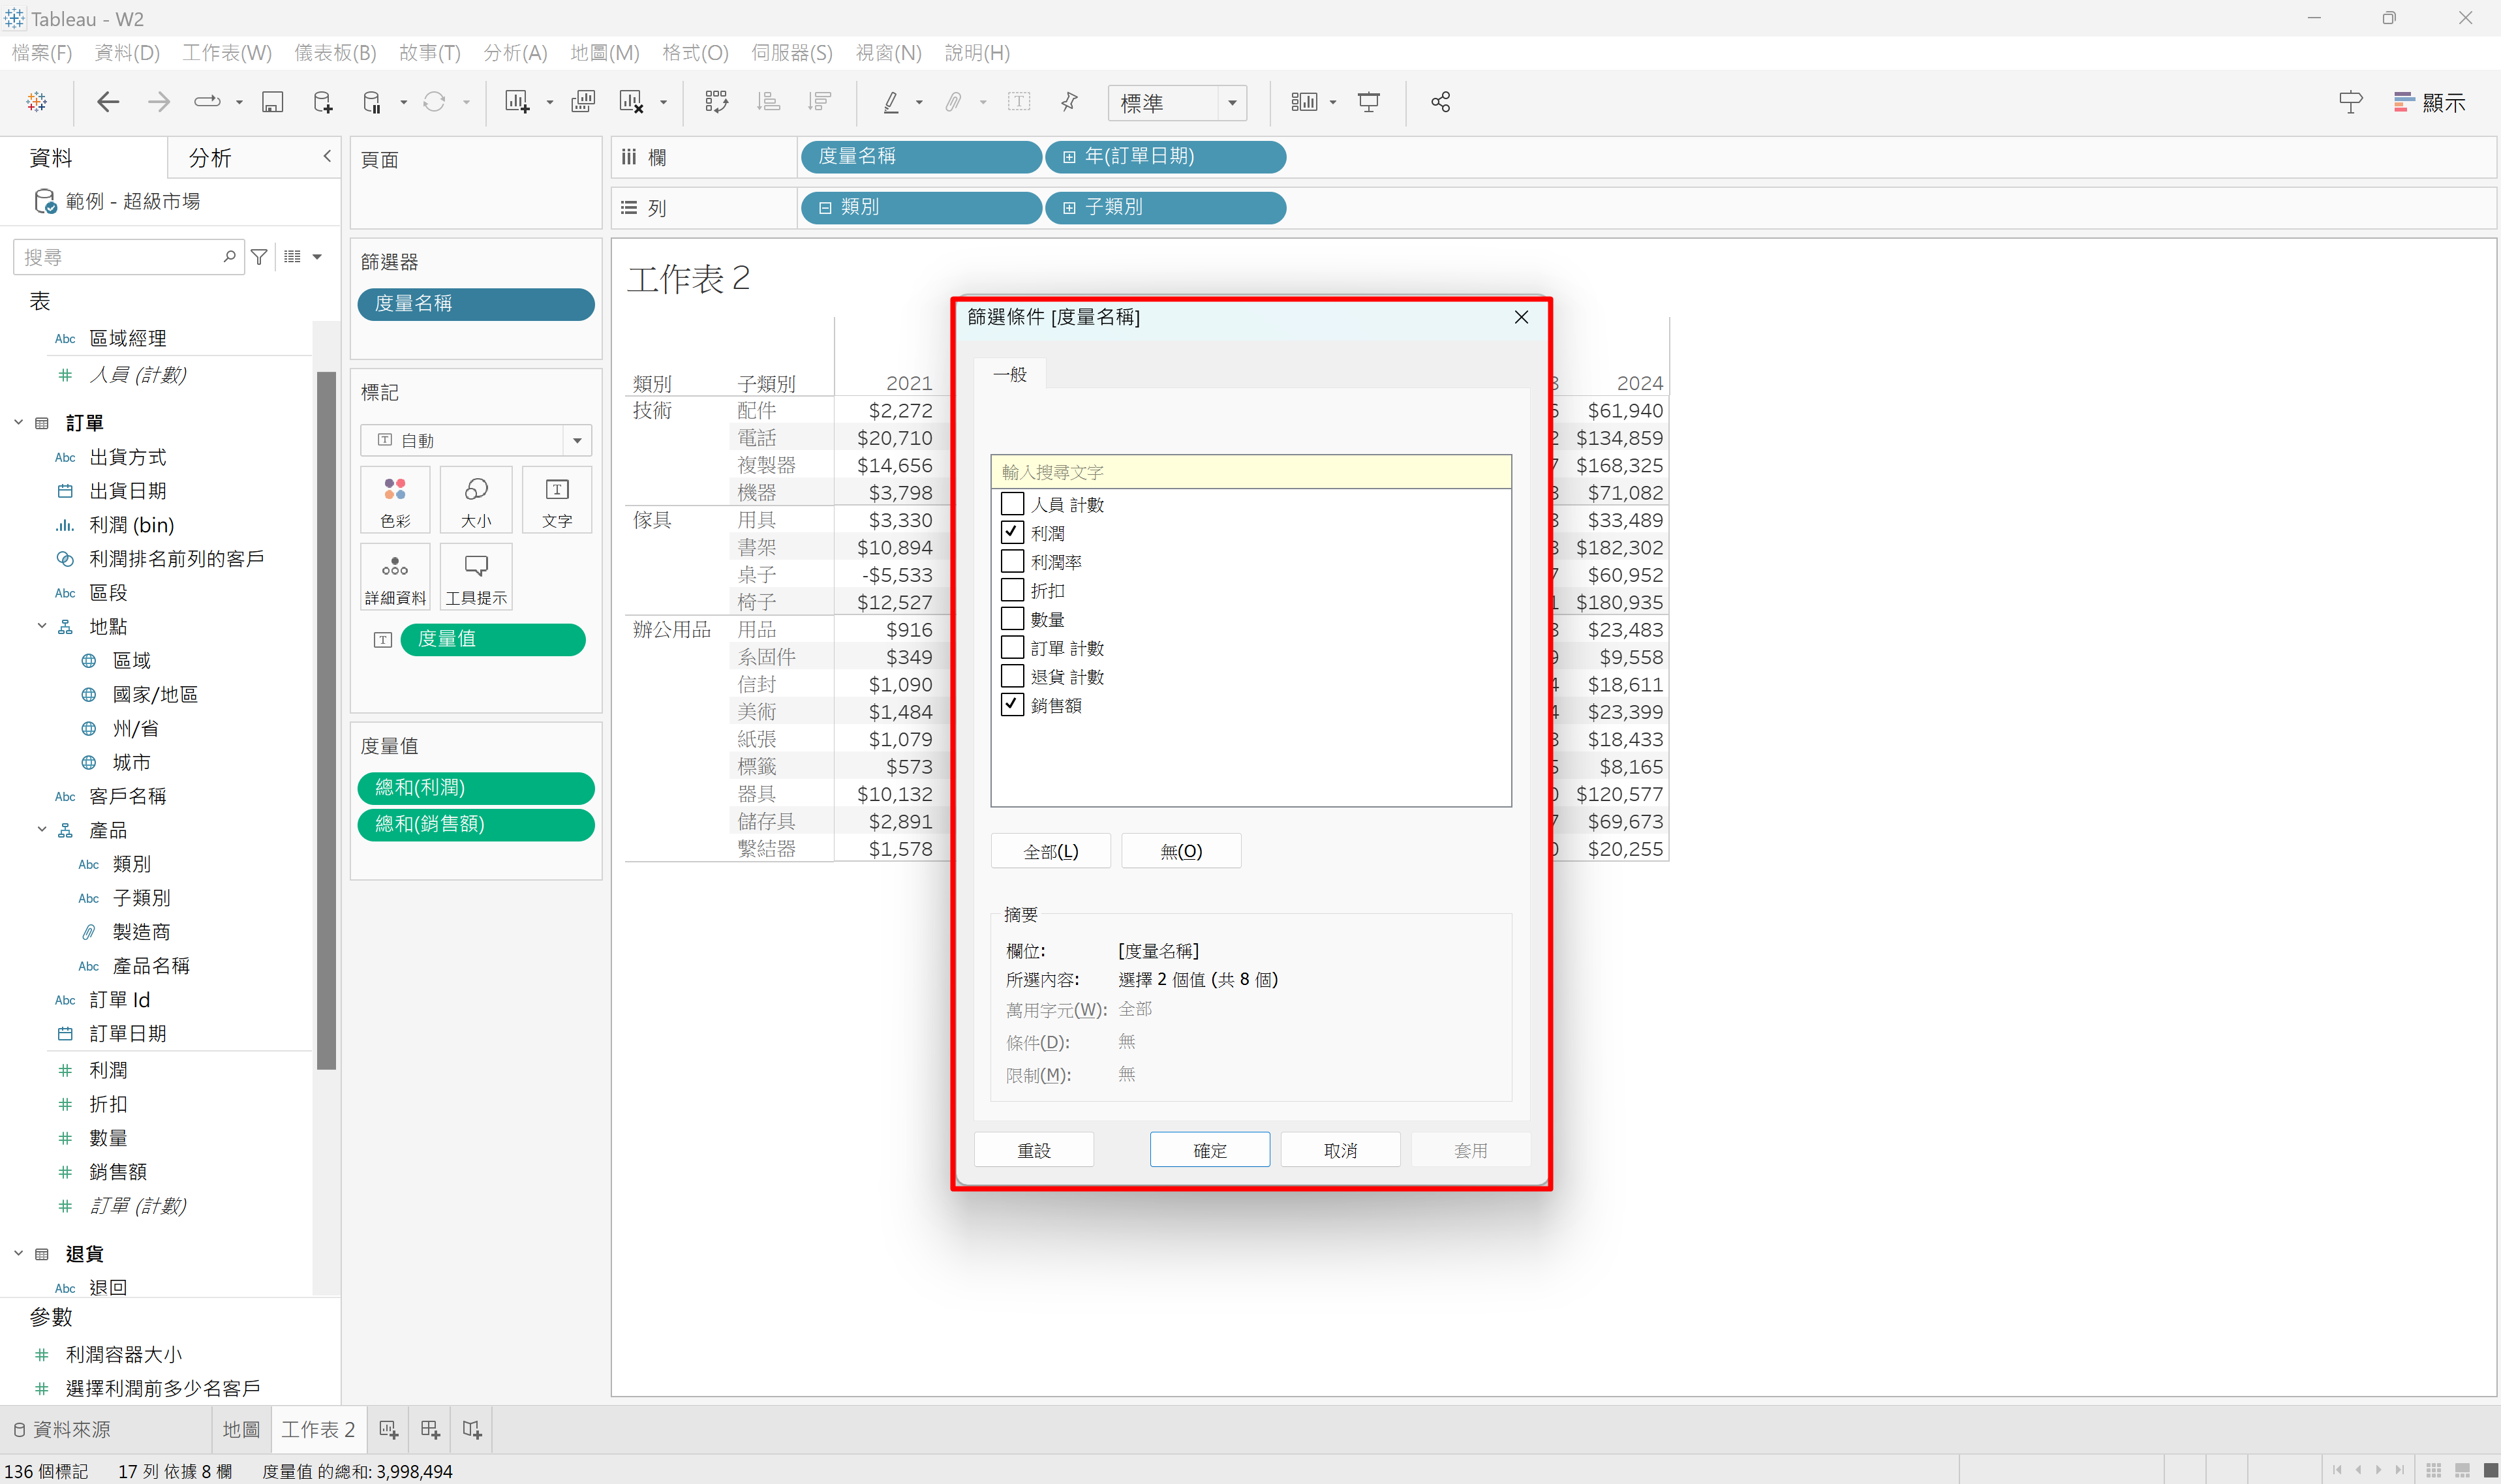 Tableau - W2
檔案(F) 資料(D) 工作表(W) 儀表板(B) 故事(T) 分析(A) 地圖(M) 格式(O) 伺服器(S) 視窗(N) 說明(H)
標準
顯示
資料 分析
範例 - 超級市場
搜尋
表
Abc 區域經理
人員 (計數)
訂單
Abc 出貨方式
出貨日期
利潤 (bin)
利潤排名前列的客戶
Abc 區段
地點
區域
國家/地區
州/省
城市
Abc 客戶名稱
產品
Abc 類別
Abc 子類別
製造商
Abc 產品名稱
Abc 訂單 Id
訂單日期
利潤
折扣
數量
銷售額
訂單 (計數)
退貨
Abc 退回
參數
利潤容器大小
選擇利潤前多少名客戶
頁面
篩選器
度量名稱
標記
自動
色彩 大小 文字
詳細資料 工具提示
度量值
度量值
總和(利潤)
總和(銷售額)
欄 度量名稱 年(訂單日期)
列 類別 子類別
工作表 2
類別 子類別 2021 2024
技術 配件 $2,272 $61,940
電話 $20,710 $134,859
複製器 $14,656 $168,325
機器 $3,798 $71,082
傢具 用具 $3,330 $33,489
書架 $10,894 $182,302
桌子 -$5,533 $60,952
椅子 $12,527 $180,935
辦公用品 用品 $916 $23,483
系固件 $349 $9,558
信封 $1,090 $18,611
美術 $1,484 $23,399
紙張 $1,079 $18,433
標籤 $573 $8,165
器具 $10,132 $120,577
儲存具 $2,891 $69,673
繫結器 $1,578 $20,255
篩選條件 [度量名稱]
一般
輸入搜尋文字
人員 計數
利潤
利潤率
折扣
數量
訂單 計數
退貨 計數
銷售額
全部(L) 無(O)
摘要
欄位: [度量名稱]
所選內容: 選擇 2 個值 (共 8 個)
萬用字元(W): 全部
條件(D): 無
限制(M): 無
重設 確定 取消 套用
資料來源 地圖 工作表 2
136 個標記 17 列 依據 8 欄 度量值 的總和: 3,998,494